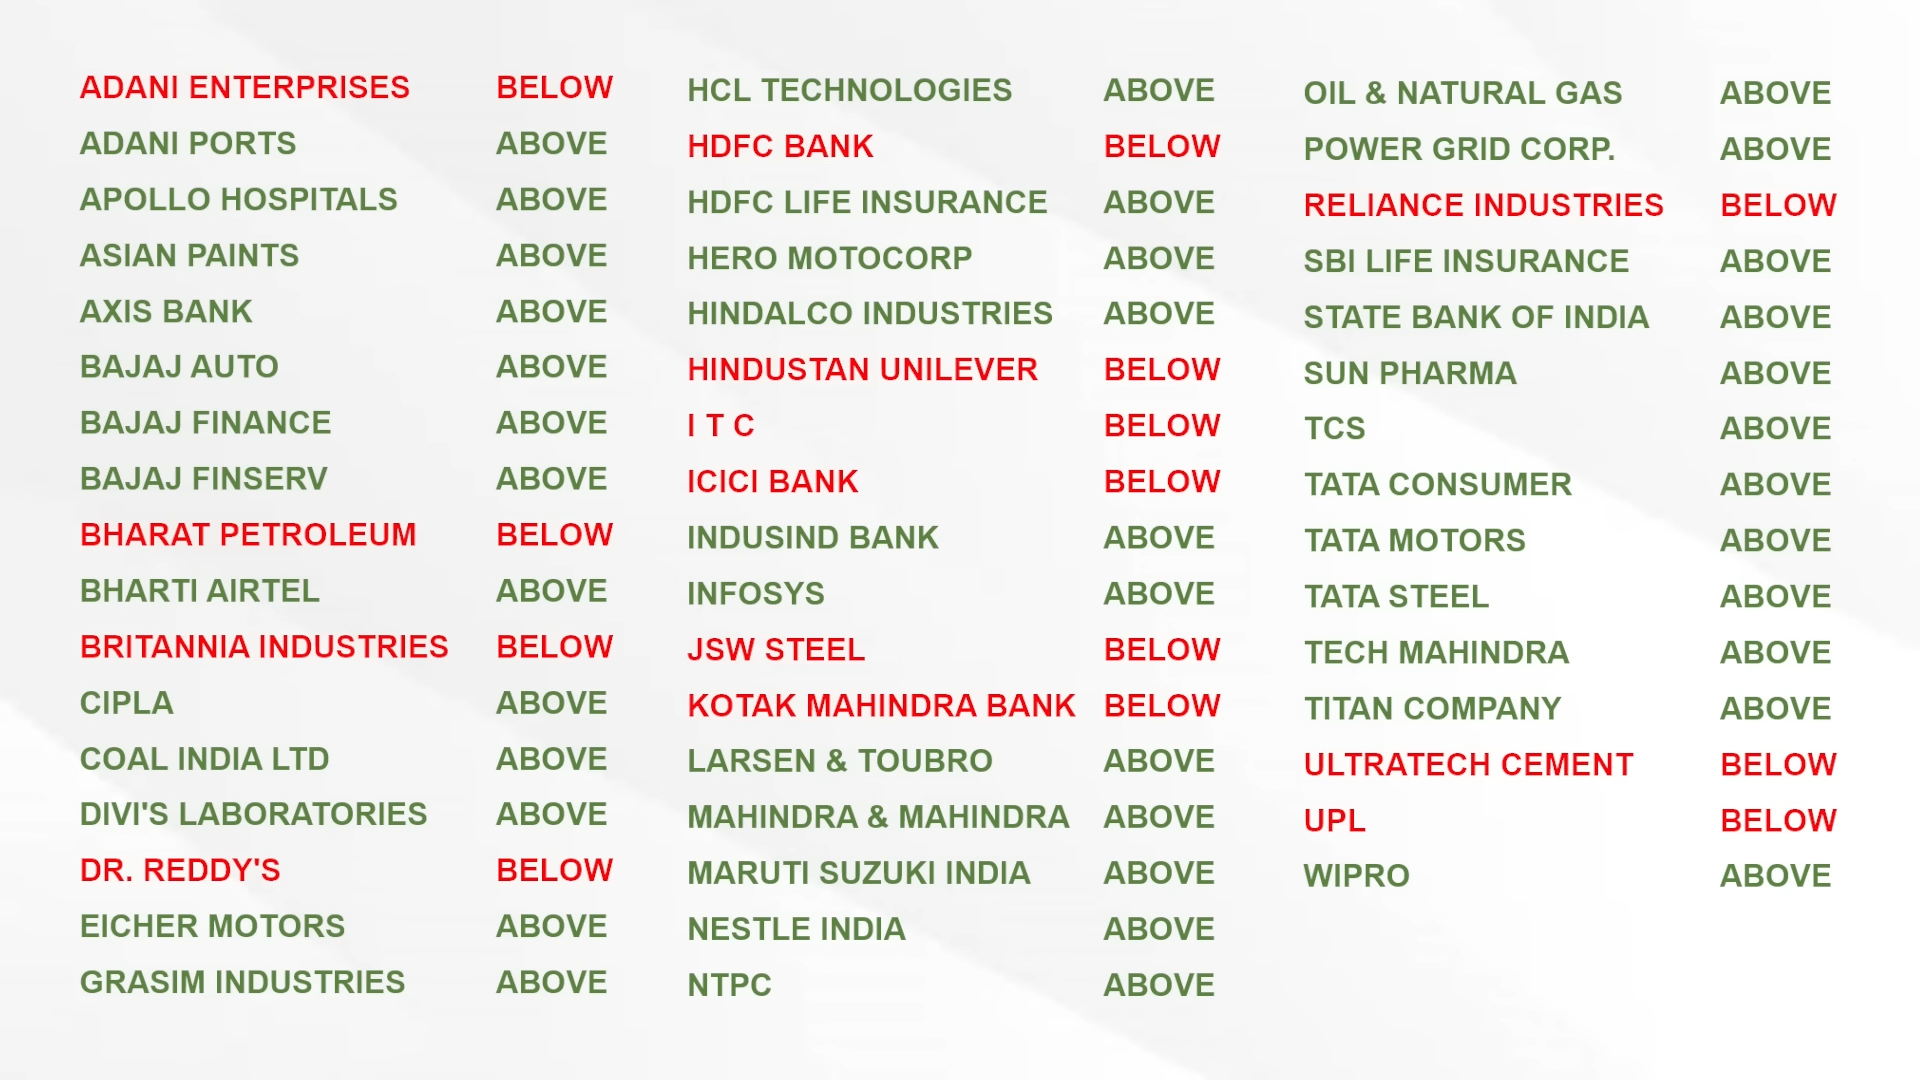 ADANI ENTERPRISES BELOW
ADANI PORTS ABOVE
APOLLO HOSPITALS ABOVE
ASIAN PAINTS ABOVE
AXIS BANK ABOVE
BAJAJ AUTO ABOVE
BAJAJ FINANCE ABOVE
BAJAJ FINSERV ABOVE
BHARAT PETROLEUM BELOW
BHARTI AIRTEL ABOVE
BRITANNIA INDUSTRIES BELOW
CIPLA ABOVE
COAL INDIA LTD ABOVE
DIVI'S LABORATORIES ABOVE
DR. REDDY'S BELOW
EICHER MOTORS ABOVE
GRASIM INDUSTRIES ABOVE
HCL TECHNOLOGIES ABOVE
HDFC BANK BELOW
HDFC LIFE INSURANCE ABOVE
HERO MOTOCORP ABOVE
HINDALCO INDUSTRIES ABOVE
HINDUSTAN UNILEVER BELOW
I T C BELOW
ICICI BANK BELOW
INDUSIND BANK ABOVE
INFOSYS ABOVE
JSW STEEL BELOW
KOTAK MAHINDRA BANK BELOW
LARSEN & TOUBRO ABOVE
MAHINDRA & MAHINDRA ABOVE
MARUTI SUZUKI INDIA ABOVE
NESTLE INDIA ABOVE
NTPC ABOVE
OIL & NATURAL GAS ABOVE
POWER GRID CORP. ABOVE
RELIANCE INDUSTRIES BELOW
SBI LIFE INSURANCE ABOVE
STATE BANK OF INDIA ABOVE
SUN PHARMA ABOVE
TCS ABOVE
TATA CONSUMER ABOVE
TATA MOTORS ABOVE
TATA STEEL ABOVE
TECH MAHINDRA ABOVE
TITAN COMPANY ABOVE
ULTRATECH CEMENT BELOW
UPL BELOW
WIPRO ABOVE